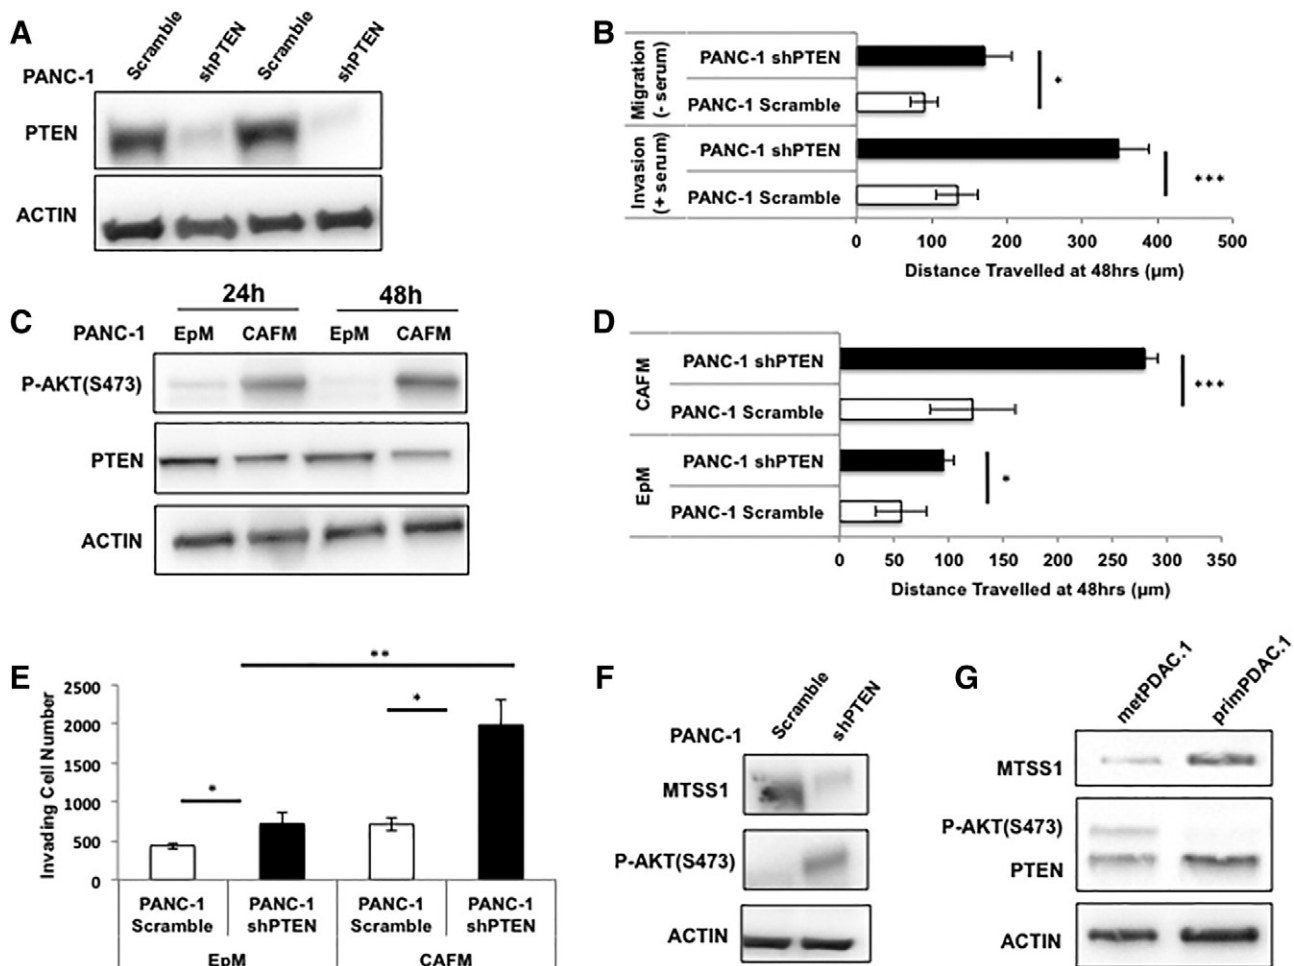 A
PANC-1
Scramble
shPTEN
Scramble
shPTEN
PTEN
ACTIN
B
Migration
(- serum)
PANC-1 shPTEN
PANC-1 Scramble
*
Invasion
(+ serum)
PANC-1 shPTEN
PANC-1 Scramble
***
0 100 200 300 400 500
Distance Travelled at 48hrs (µm)
C
24h 48h
PANC-1 EpM CAFM EpM CAFM
P-AKT(S473)
PTEN
ACTIN
D
CAFM
PANC-1 shPTEN
PANC-1 Scramble
***
EpM
PANC-1 shPTEN
PANC-1 Scramble
*
0 50 100 150 200 250 300 350
Distance Travelled at 48hrs (µm)
E
Invading Cell Number
2500
2000
1500
1000
500
0
**
*
*
PANC-1 PANC-1 PANC-1 PANC-1
Scramble shPTEN Scramble shPTEN
EpM CAFM
F
PANC-1
Scramble
shPTEN
MTSS1
P-AKT(S473)
ACTIN
G
metPDAC.1
primPDAC.1
MTSS1
P-AKT(S473)
PTEN
ACTIN